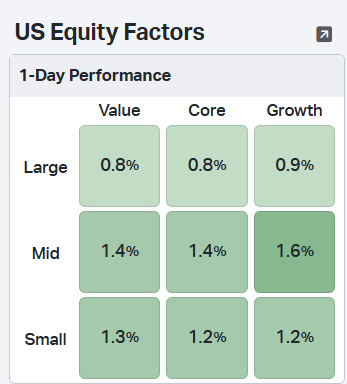 US Equity Factors
1-Day Performance
Value Core Growth
Large 0.8% 0.8% 0.9%
Mid 1.4% 1.4% 1.6%
Small 1.3% 1.2% 1.2%